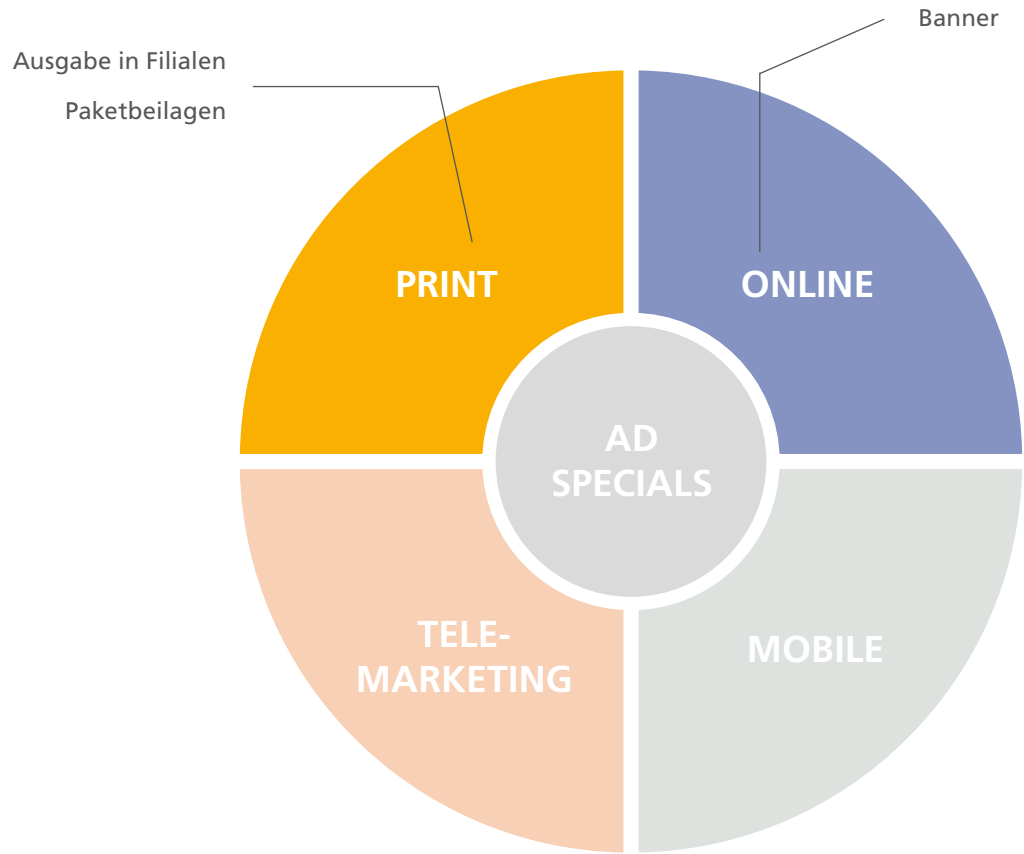 Banner
Ausgabe in Filialen
Paketbeilagen
PRINT
ONLINE
AD
SPECIALS
TELE-
MARKETING
MOBILE